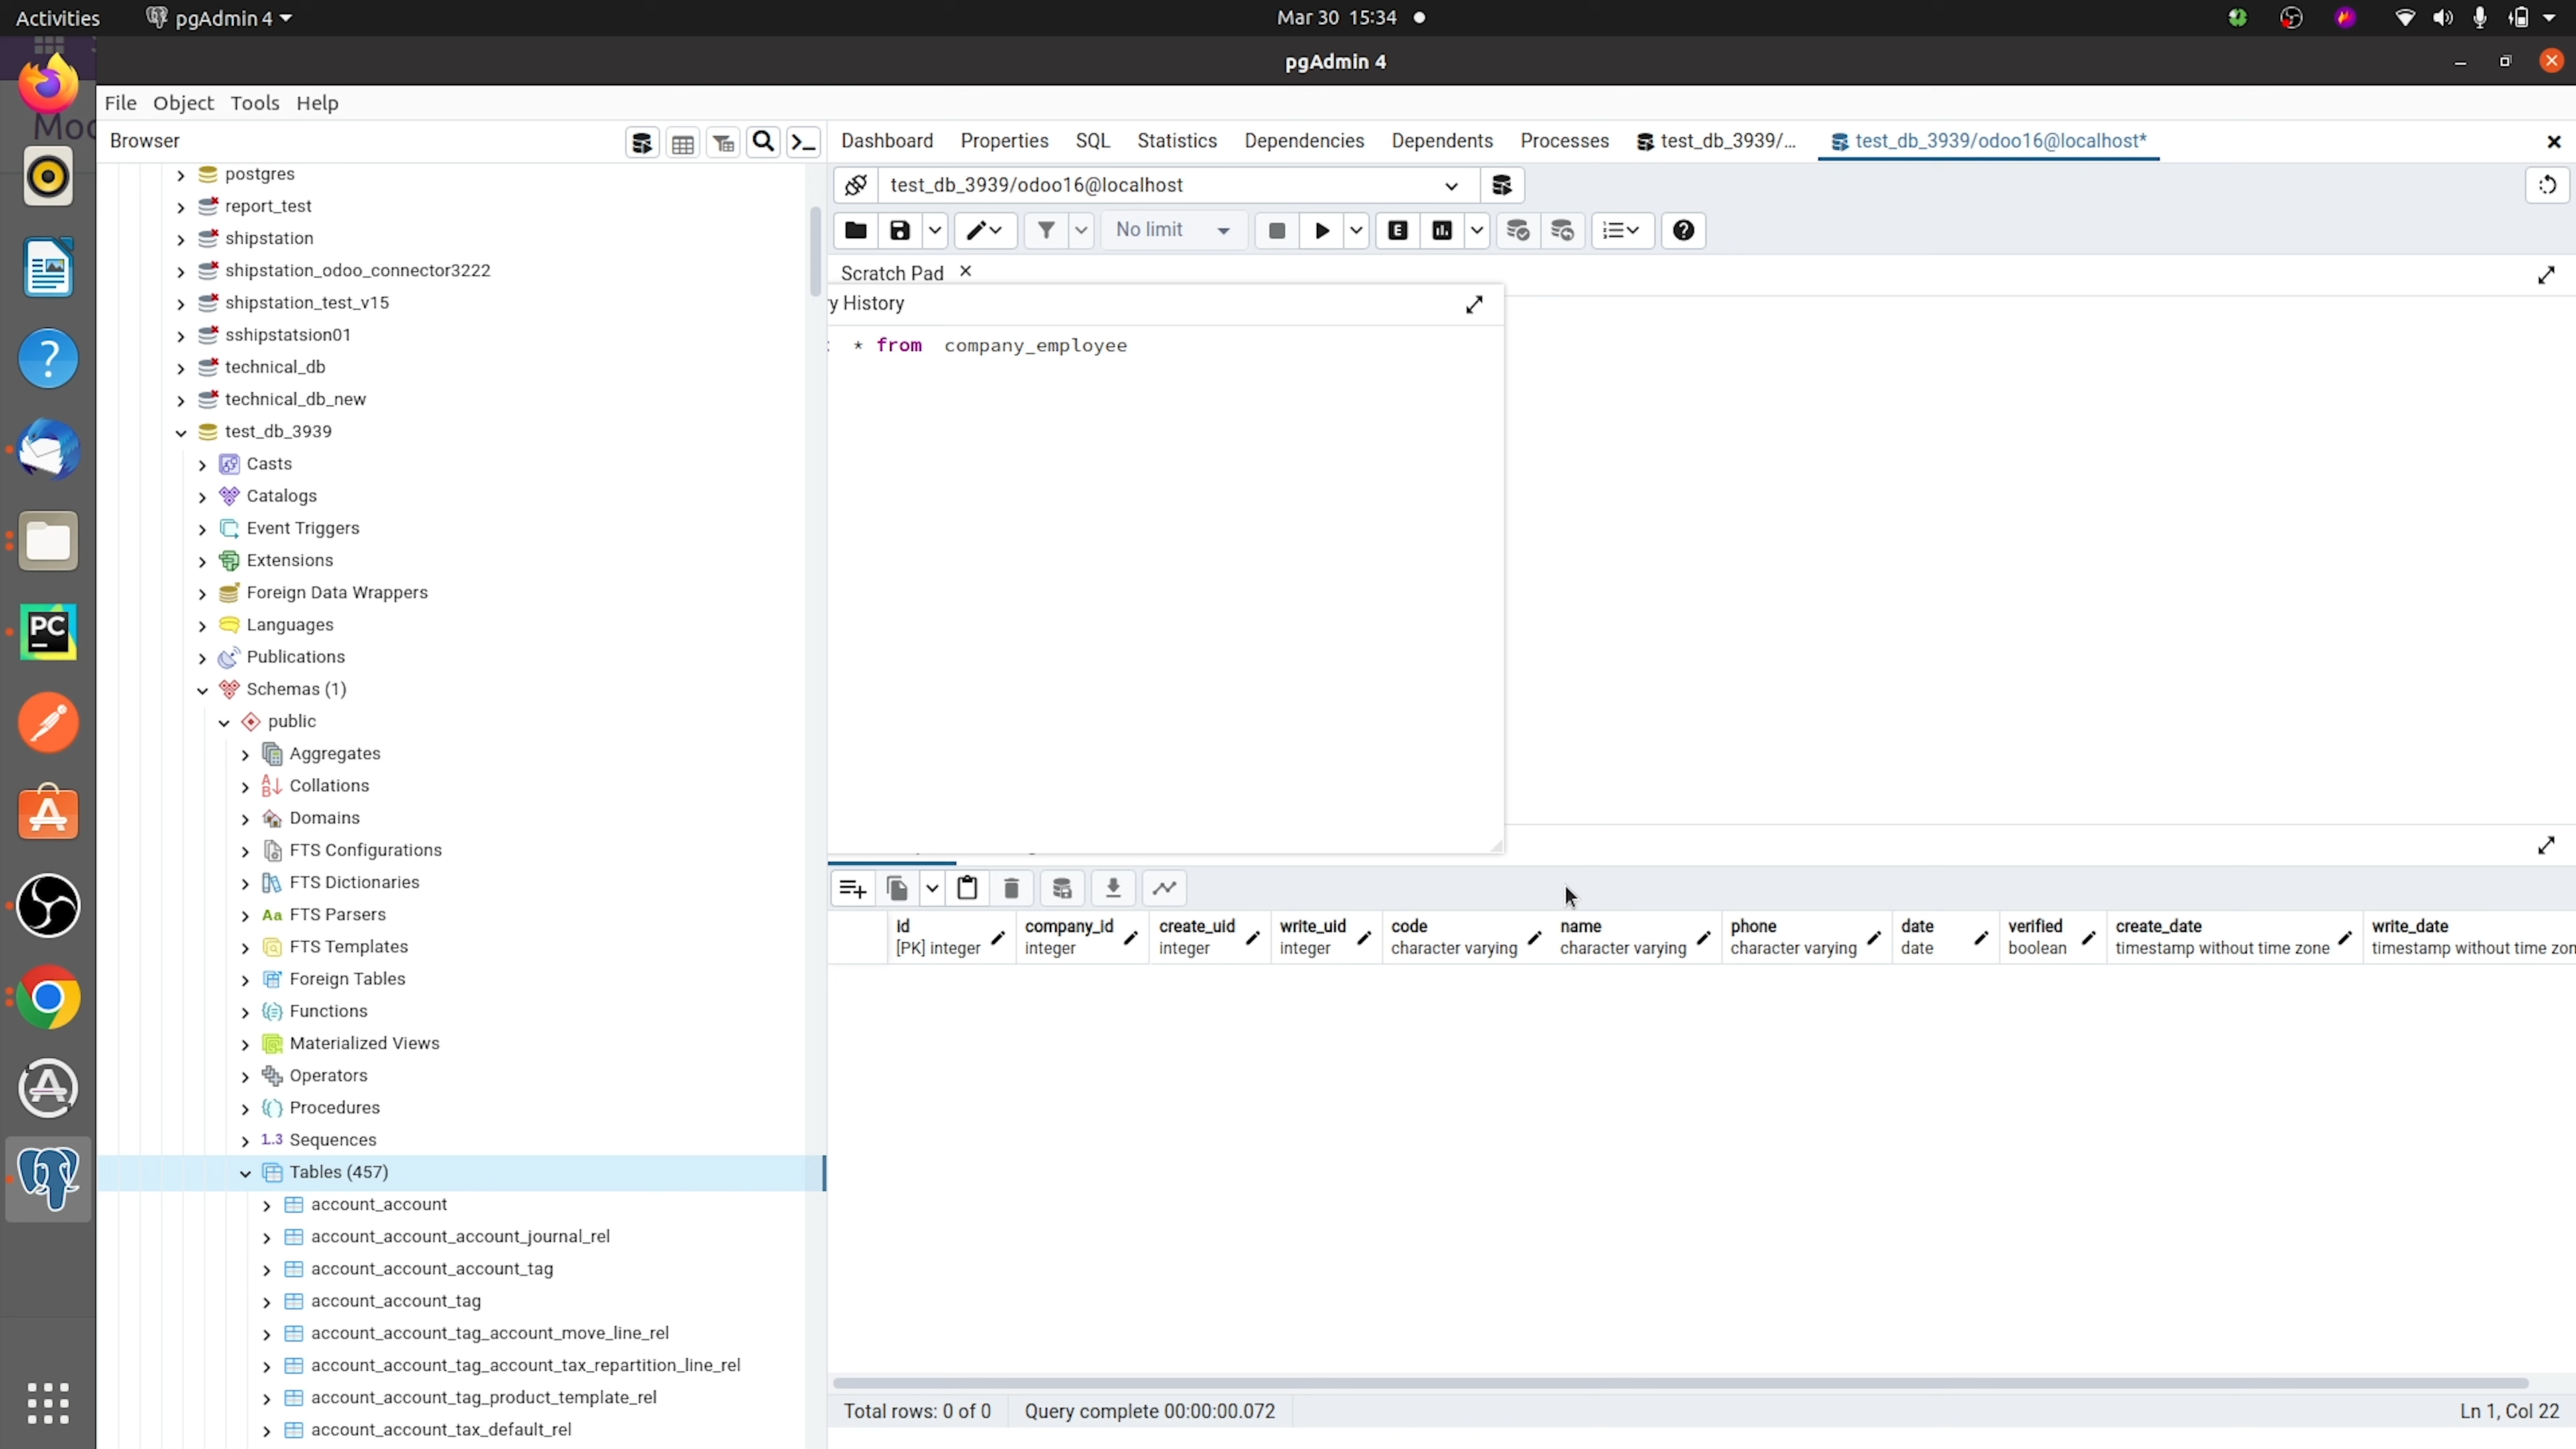 Activities
pgAdmin 4
Mar 30 15:34
pgAdmin 4
File Object Tools Help
Browser
Dashboard Properties SQL Statistics Dependencies Dependents Processes test_db_3939/... test_db_3939/odoo16@localhost*
test_db_3939/odoo16@localhost
No limit
Scratch Pad
y History
* from company_employee
postgres
report_test
shipstation
shipstation_odoo_connector3222
shipstation_test_v15
sshipstatsion01
technical_db
technical_db_new
test_db_3939
Casts
Catalogs
Event Triggers
Extensions
Foreign Data Wrappers
Languages
Publications
Schemas (1)
public
Aggregates
Collations
Domains
FTS Configurations
FTS Dictionaries
Aa FTS Parsers
FTS Templates
Foreign Tables
Functions
Materialized Views
Operators
Procedures
1.3 Sequences
Tables (457)
account_account
account_account_account_journal_rel
account_account_account_tag
account_account_tag
account_account_tag_account_move_line_rel
account_account_tag_account_tax_repartition_line_rel
account_account_tag_product_template_rel
account_account_tax_default_rel
id company_id create_uid write_uid code name phone date verified create_date write_date
[PK] integer integer integer integer character varying character varying character varying date boolean timestamp without time zone timestamp without time zon
Total rows: 0 of 0 Query complete 00:00:00.072 Ln 1, Col 22
Moc
PC